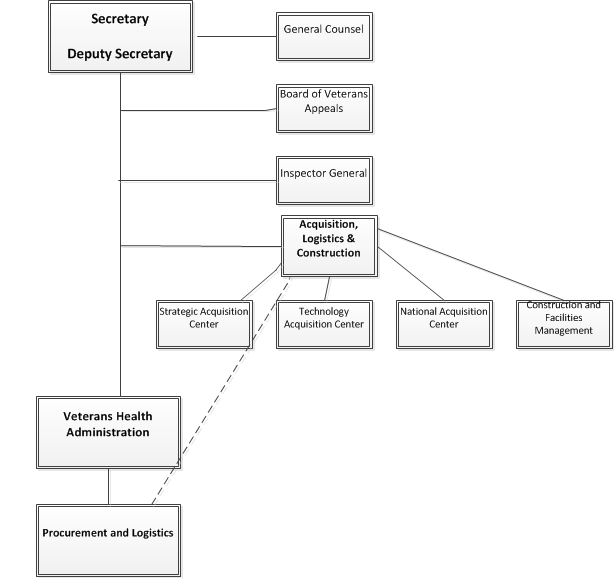 Secretary
Deputy Secretary
General Counsel
Board of Veterans
Appeals
Inspector General
Acquisition,
Logistics &
Construction
Strategic Acquisition
Center
Technology
Acquisition Center
National Acquisition
Center
Construction and
Facilities
Management
Veterans Health
Administration
Procurement and Logistics